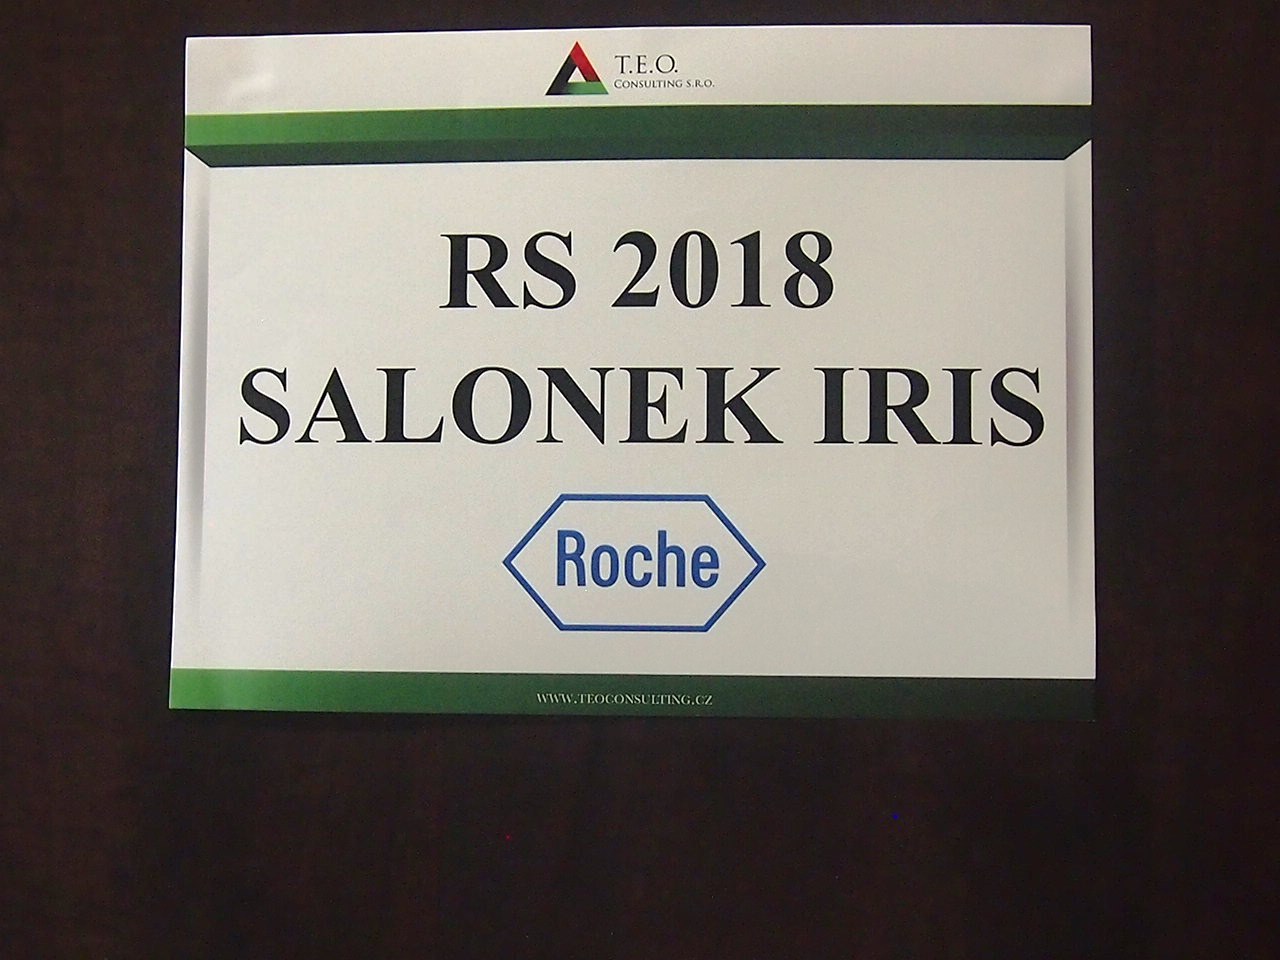 T.E.O.
CONSULTING S.R.O.
RS 2018
SALONEK IRIS
Roche
WWW.TEOCONSULTING.CZ